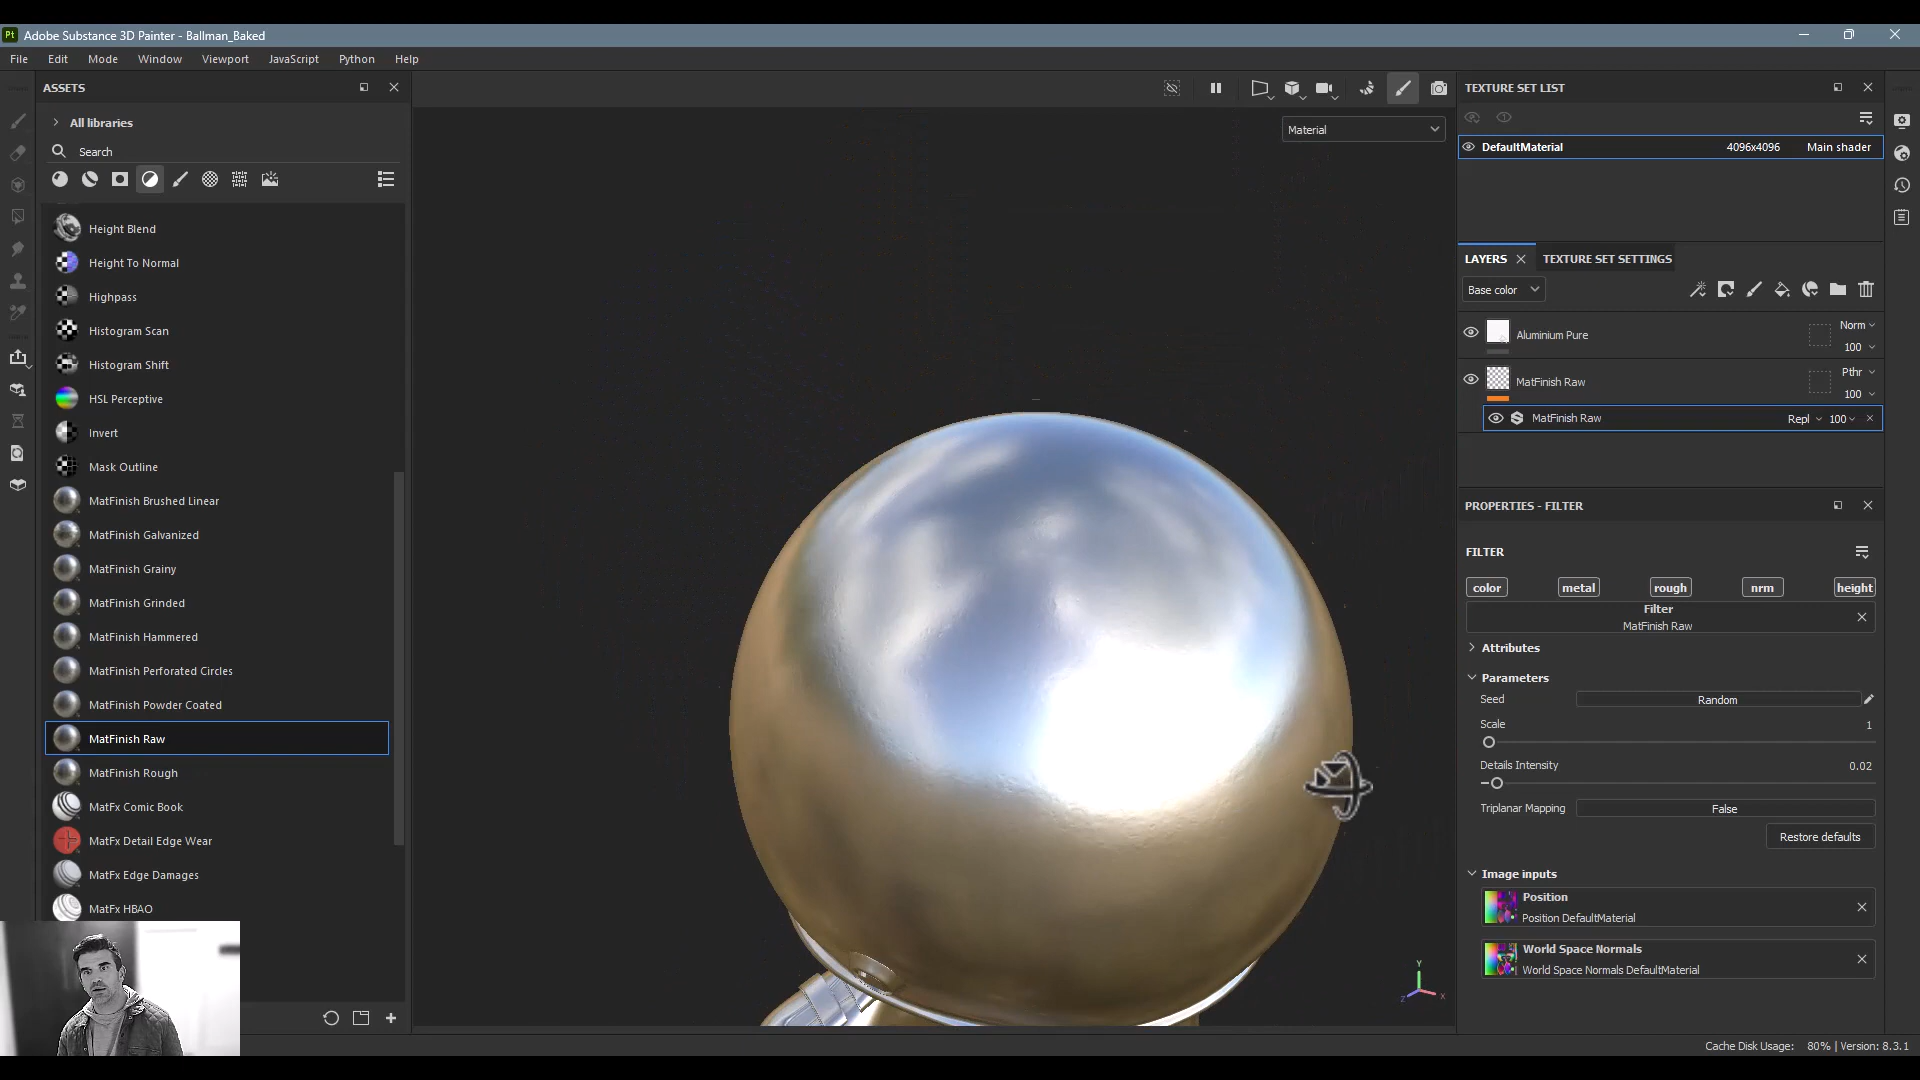 Pt Adobe Substance 3D Painter - Ballman_Baked
File Edit Mode Window Viewport JavaScript Python Help
ASSETS
All libraries
Search
Height Blend
Height To Normal
Highpass
Histogram Scan
Histogram Shift
HSL Perceptive
Invert
Mask Outline
MatFinish Brushed Linear
MatFinish Galvanized
MatFinish Grainy
MatFinish Grinded
MatFinish Hammered
MatFinish Perforated Circles
MatFinish Powder Coated
MatFinish Raw
MatFinish Rough
MatFx Comic Book
MatFx Detail Edge Wear
MatFx Edge Damages
MatFx HBAO
Material
Y
Z X
TEXTURE SET LIST
DefaultMaterial 4096x4096 Main shader
LAYERS TEXTURE SET SETTINGS
Base color
Aluminium Pure Norm
100
MatFinish Raw Pthr
100
MatFinish Raw Repl 100
PROPERTIES - FILTER
FILTER
color metal rough nrm height
Filter
MatFinish Raw
Attributes
Parameters
Seed Random
Scale 1
Details Intensity 0.02
Triplanar Mapping False
Restore defaults
Image inputs
Position
Position DefaultMaterial
World Space Normals
World Space Normals DefaultMaterial
Cache Disk Usage: 80% | Version: 8.3.1